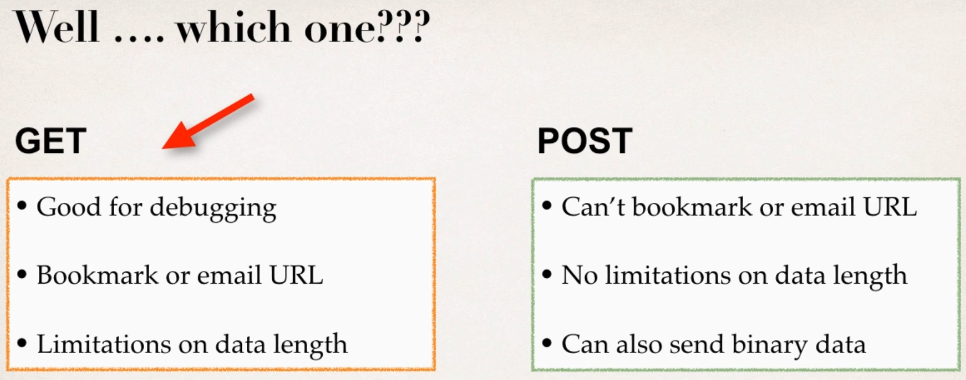 Well .... which one???
GET
• Good for debugging
• Bookmark or email URL
• Limitations on data length
POST
• Can’t bookmark or email URL
• No limitations on data length
• Can also send binary data